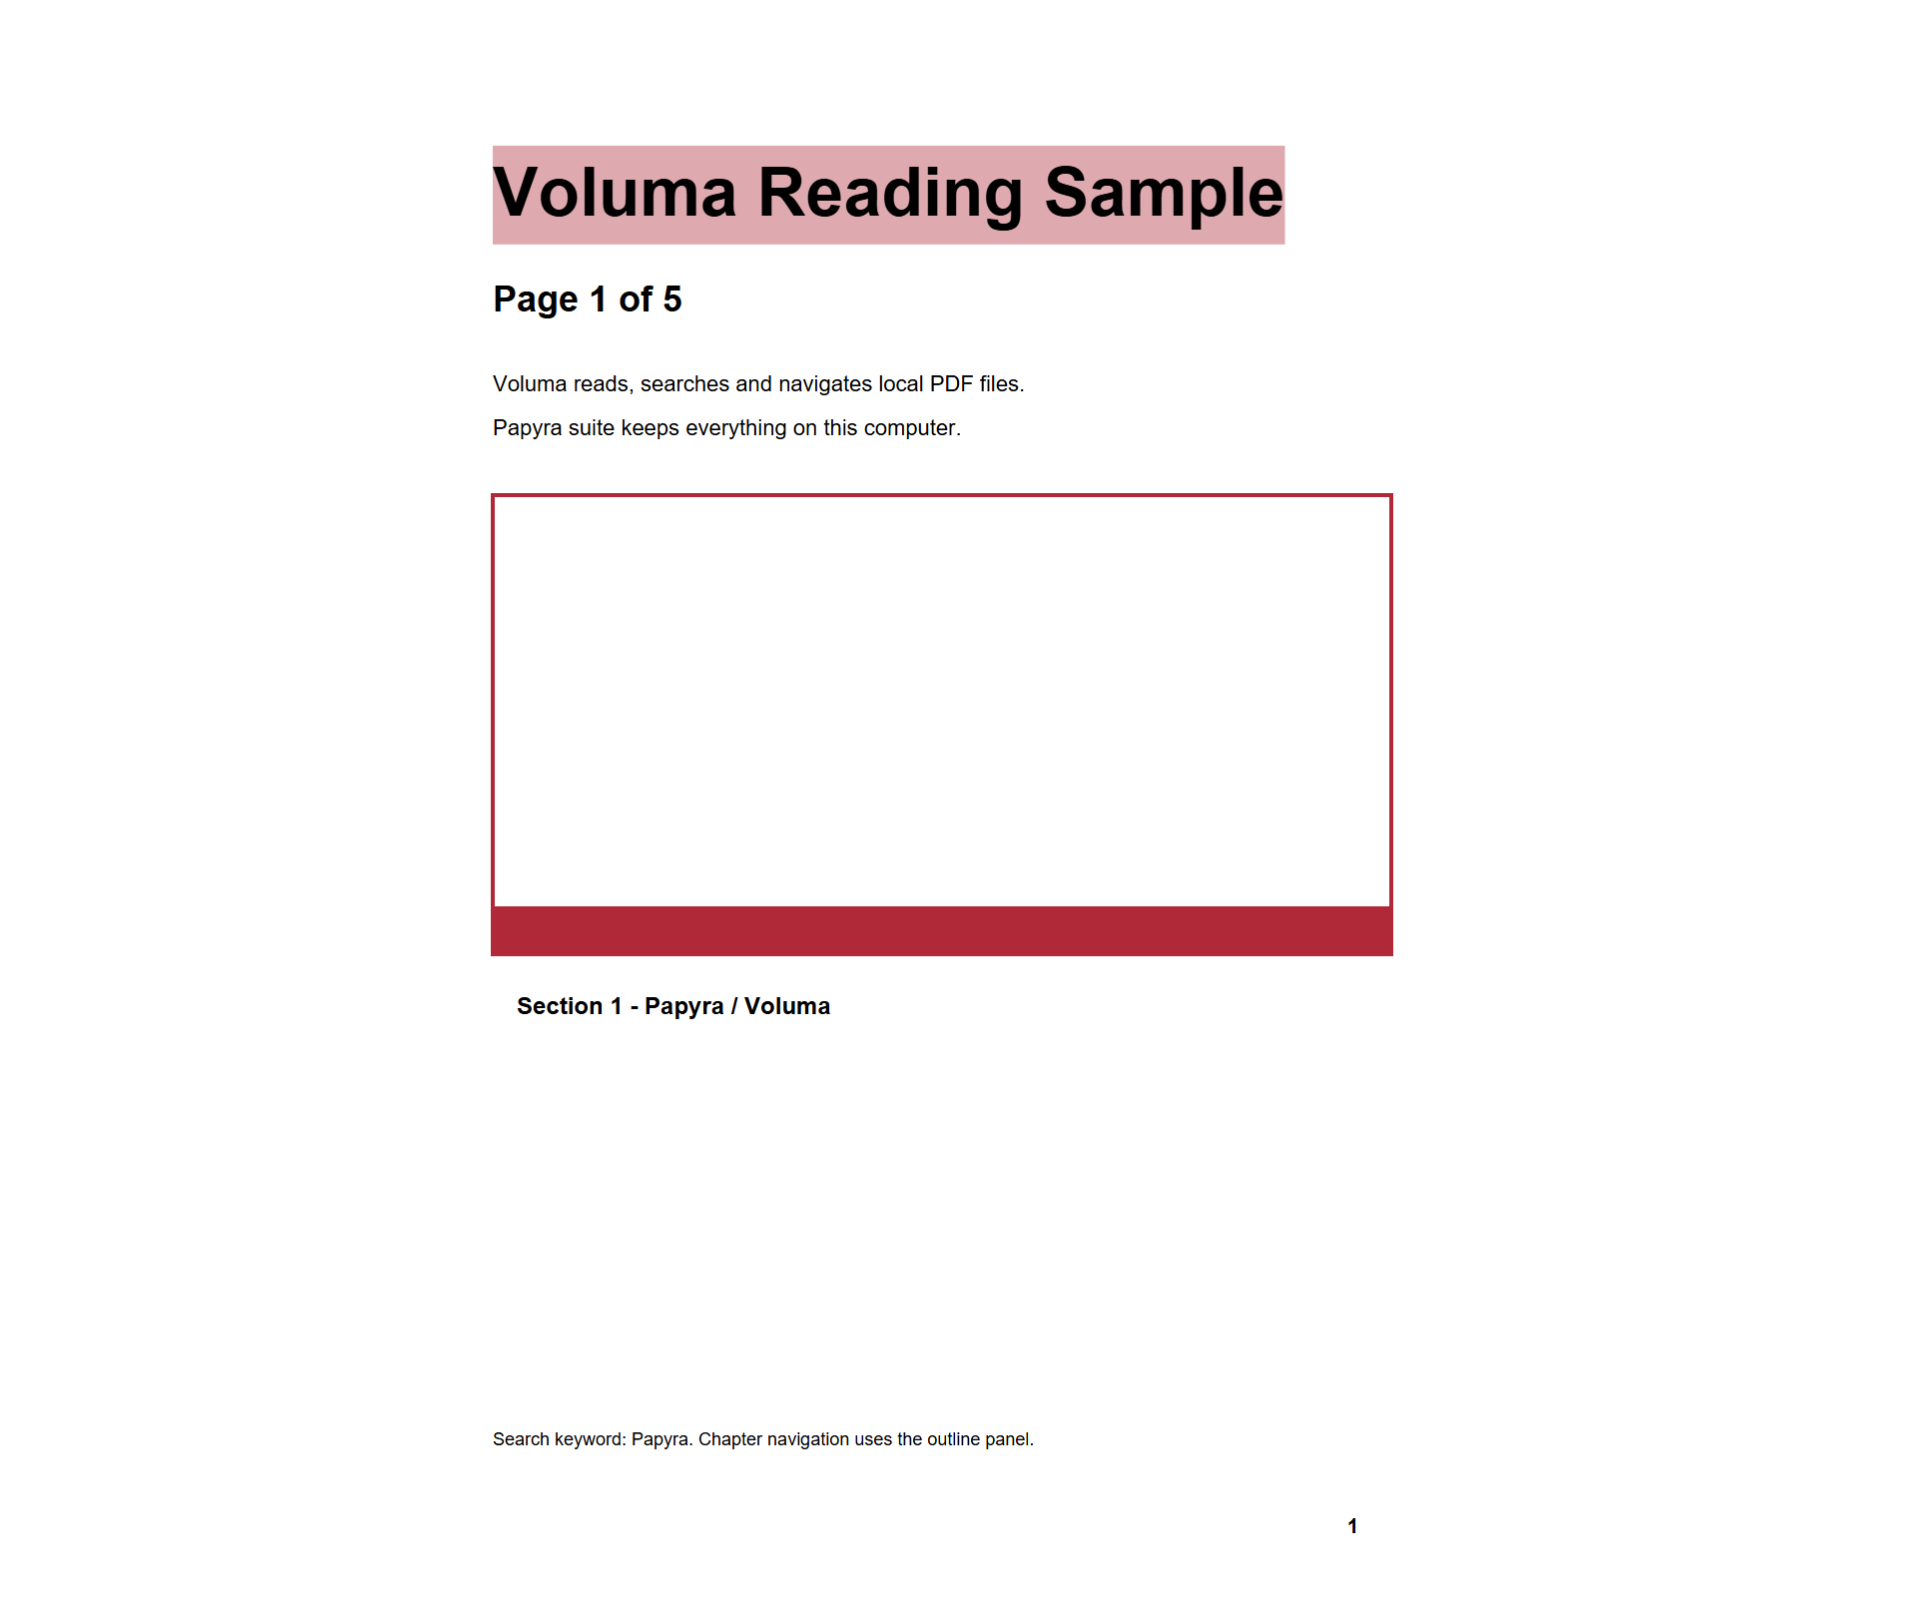 Voluma Reading Sample
Page 1 of 5
Voluma reads, searches and navigates local PDF files.
Papyra suite keeps everything on this computer.
Section 1 - Papyra / Voluma
Search keyword: Papyra. Chapter navigation uses the outline panel.
1